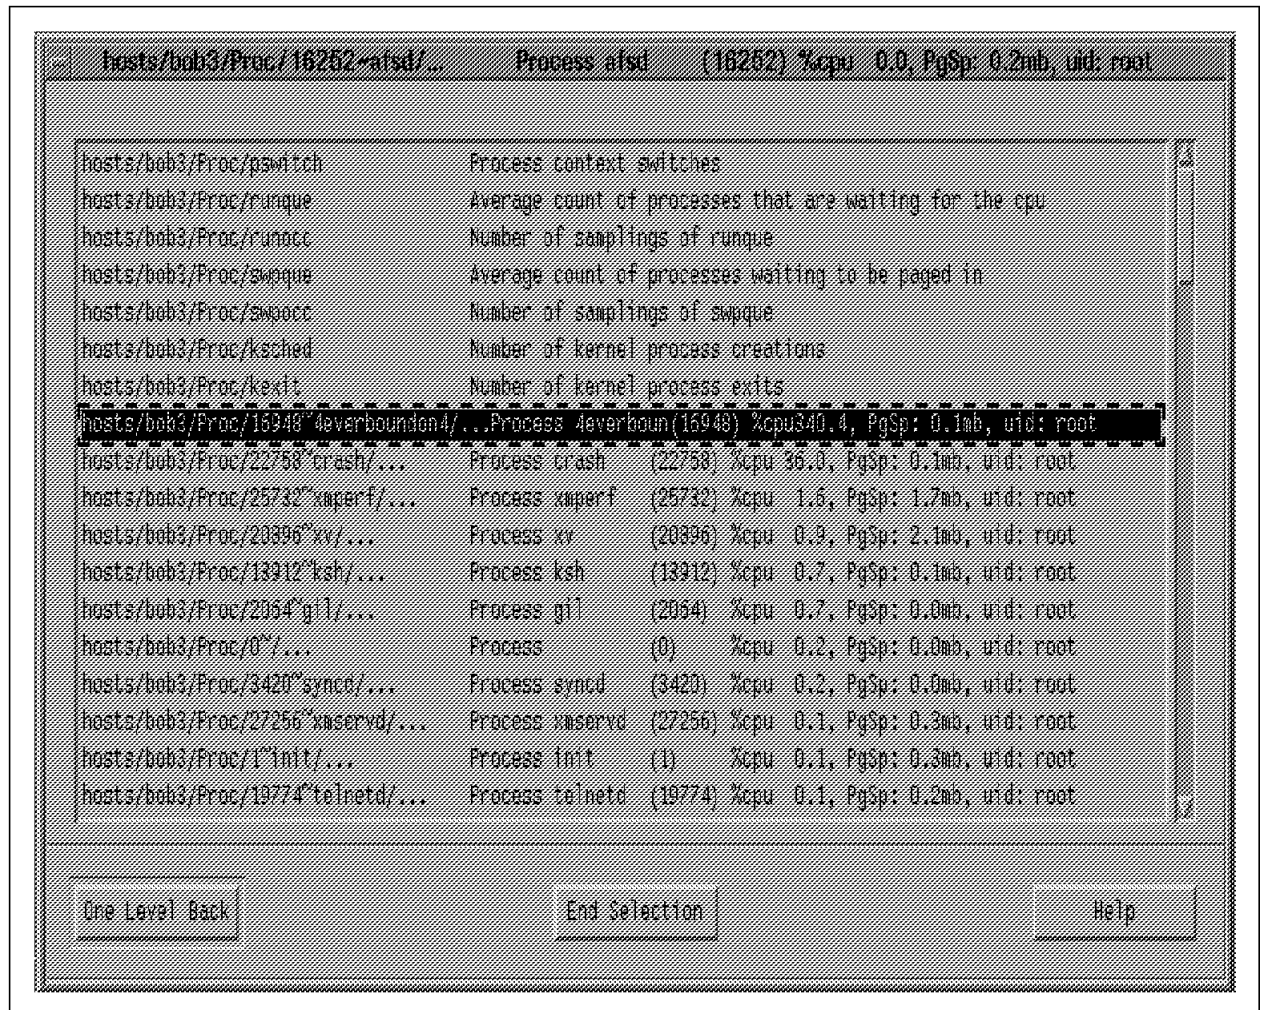 hosts/bob3/Proc/16252~afsd/... Process afsd (16252) %cpu 0.0, PgSp: 0.2mb, uid: root
hosts/bob3/Proc/pswitch Process context switches
hosts/bob3/Proc/runque Average count of processes that are waiting for the cpu
hosts/bob3/Proc/runocc Number of samplings of runque
hosts/bob3/Proc/swpque Average count of processes waiting to be paged in
hosts/bob3/Proc/swpocc Number of samplings of swpque
hosts/bob3/Proc/ksched Number of kernel process creations
hosts/bob3/Proc/kexit Number of kernel process exits
hosts/bob3/Proc/16948~4everboundon4/...Process 4everboun(16948) %cpu340.4, PgSp: 0.1mb, uid: root
hosts/bob3/Proc/22758~crash/... Process crash (22758) %cpu 36.0, PgSp: 0.1mb, uid: root
hosts/bob3/Proc/25732~xmperf/... Process xmperf (25732) %cpu 1.6, PgSp: 1.7mb, uid: root
hosts/bob3/Proc/20896~xv/... Process xv (20896) %cpu 0.9, PgSp: 2.1mb, uid: root
hosts/bob3/Proc/13912~ksh/... Process ksh (13912) %cpu 0.7, PgSp: 0.1mb, uid: root
hosts/bob3/Proc/2064~gil/... Process gil (2064) %cpu 0.7, PgSp: 0.0mb, uid: root
hosts/bob3/Proc/0~/... Process (0) %cpu 0.2, PgSp: 0.0mb, uid: root
hosts/bob3/Proc/3420~syncd/... Process syncd (3420) %cpu 0.2, PgSp: 0.0mb, uid: root
hosts/bob3/Proc/27256~xmservd/... Process xmservd (27256) %cpu 0.1, PgSp: 0.3mb, uid: root
hosts/bob3/Proc/1~init/... Process init (1) %cpu 0.1, PgSp: 0.3mb, uid: root
hosts/bob3/Proc/19774~telnetd/... Process telnetd (19774) %cpu 0.1, PgSp: 0.2mb, uid: root
One Level Back End Selection Help